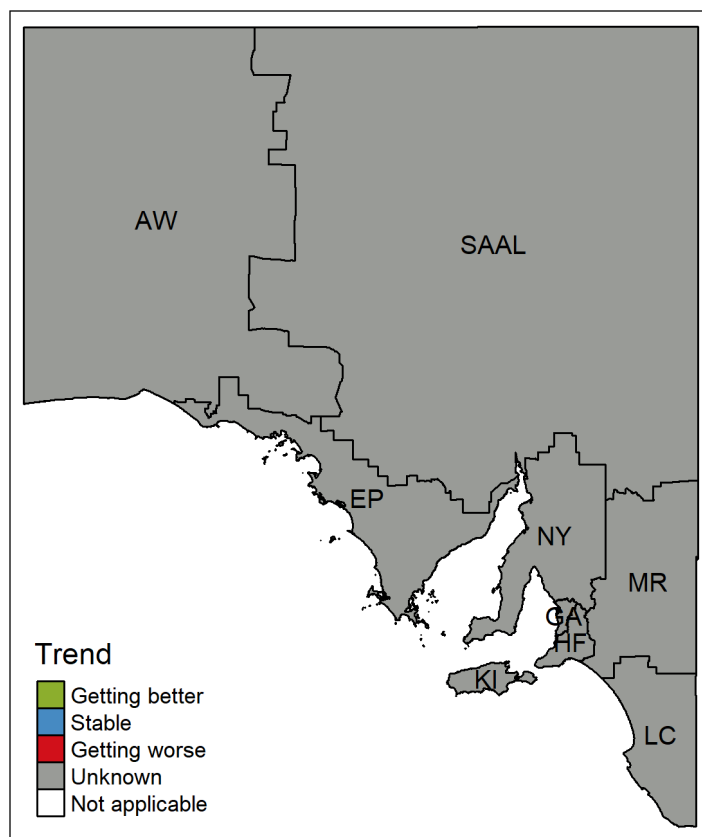 AW
SAAL
EP
NY
MR
GA
HF
KI
LC
Trend
Getting better
Stable
Getting worse
Unknown
Not applicable